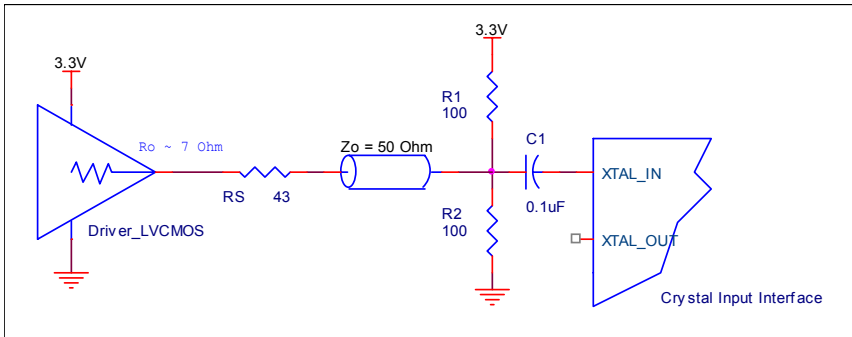 3.3V
3.3V
R1
100
Ro ~ 7 Ohm
Zo = 50 Ohm
C1
XTAL_IN
RS 43
0.1uF
R2
100
Driver_LVCMOS
XTAL_OUT
Crystal Input Interface